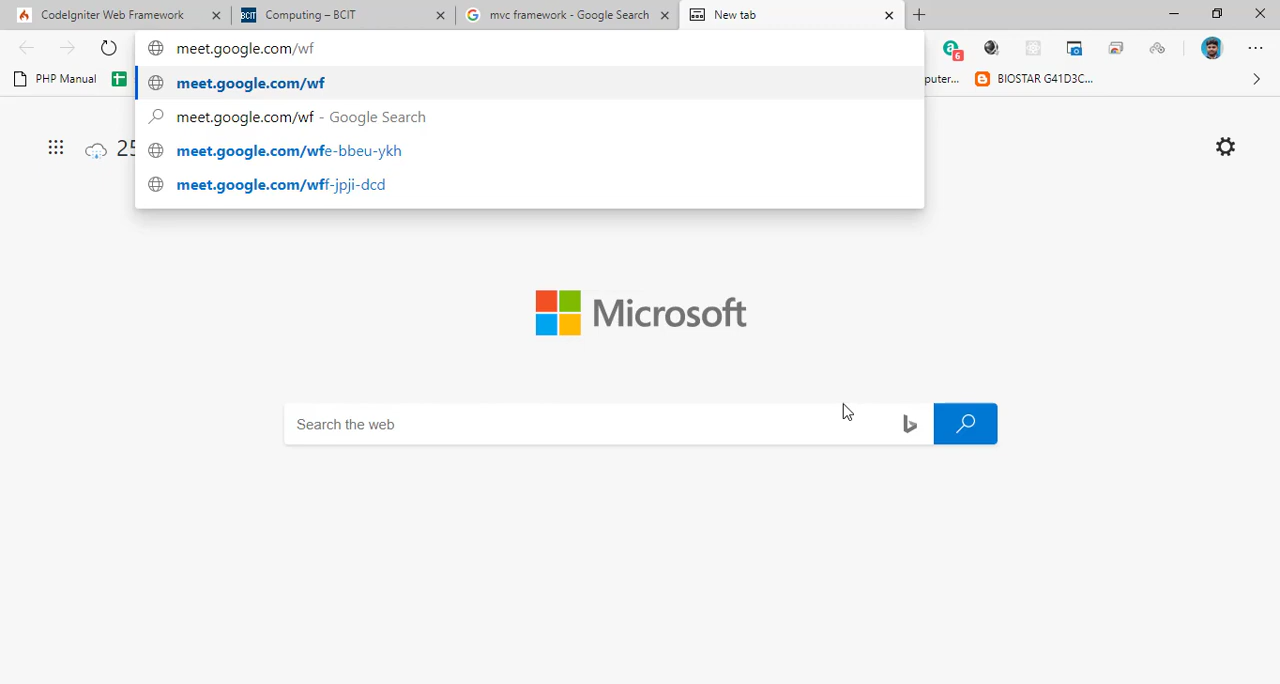 CodeIgniter Web Framework
BCIT Computing – BCIT
mvc framework - Google Search
New tab
meet.google.com/wf
6
PHP Manual
meet.google.com/wf
puter...
BIOSTAR G41D3C...
meet.google.com/wf - Google Search
meet.google.com/wfe-bbeu-ykh
25
meet.google.com/wff-jpji-dcd
Microsoft
Search the web